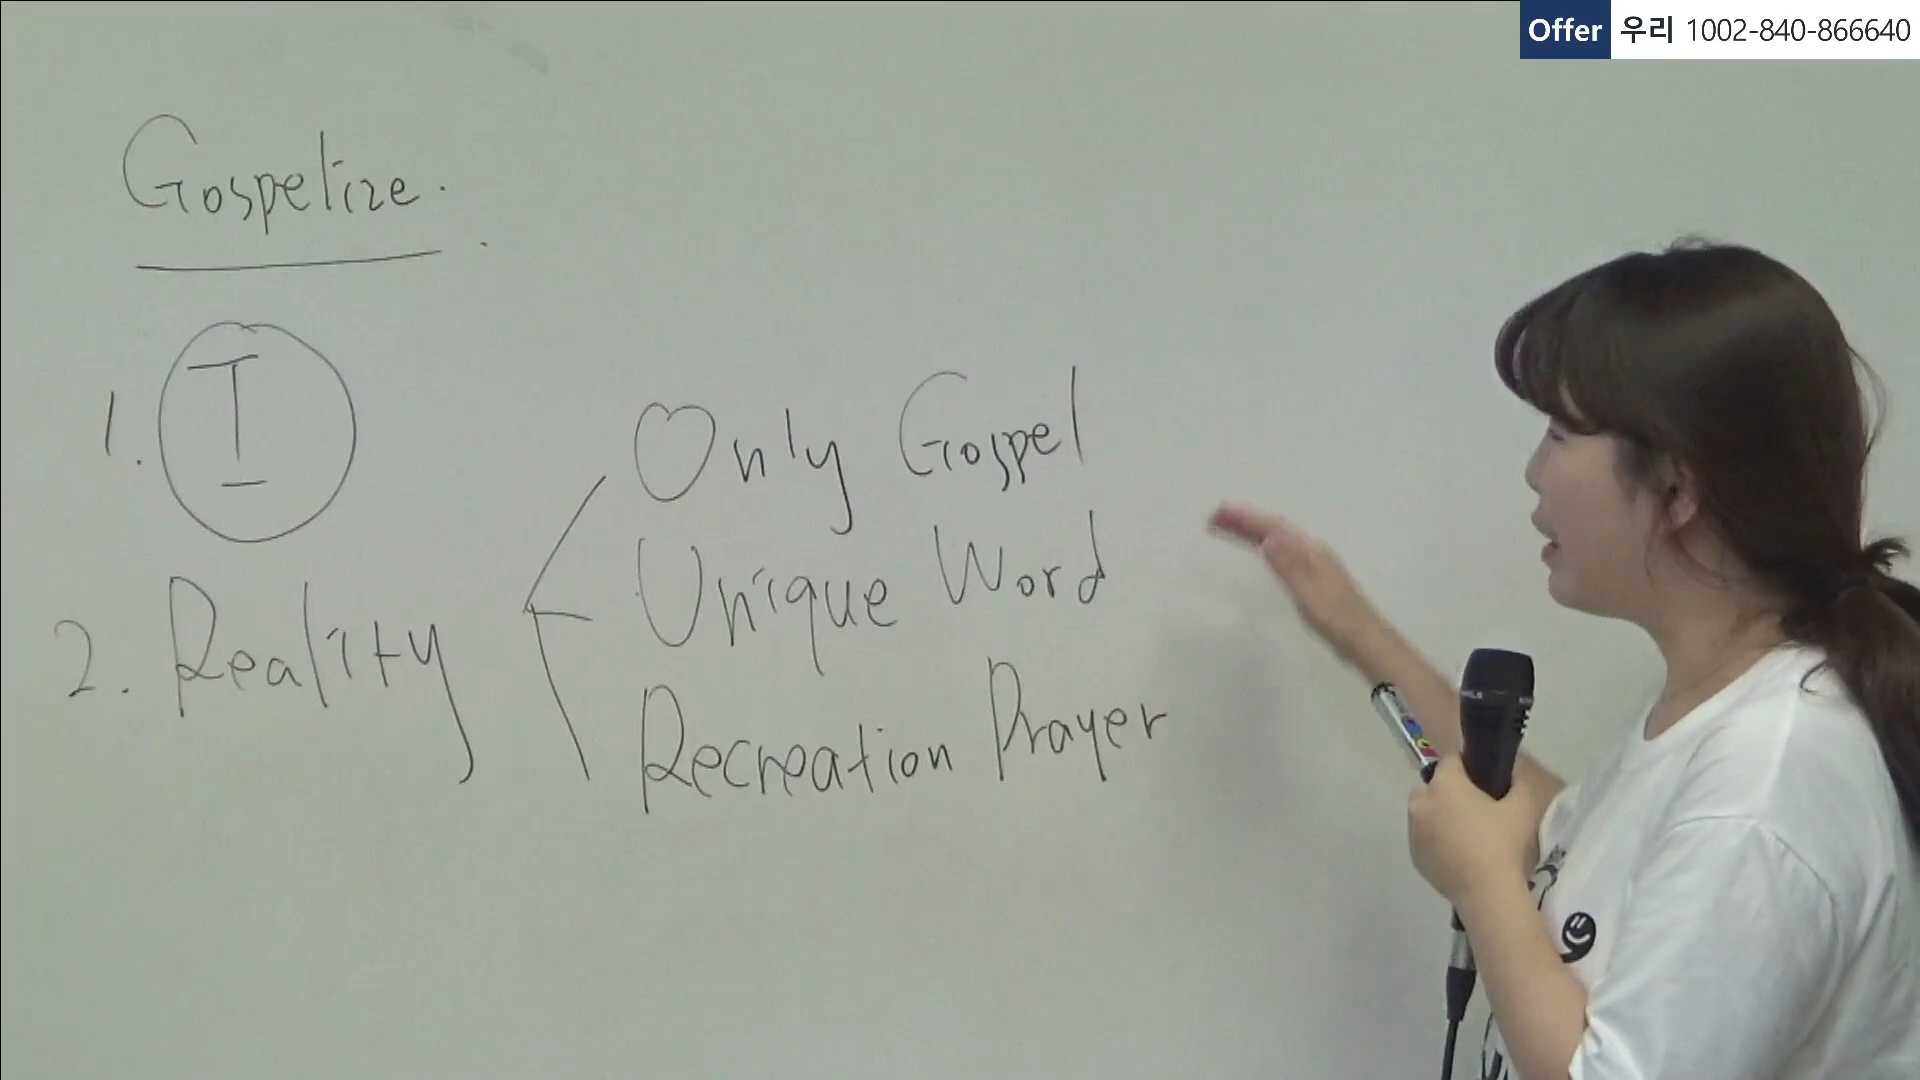 Offer 우리 1002-840-866640
Gospelize.
1. I
2. Reality
Only Gospel
Unique Word
Recreation Prayer